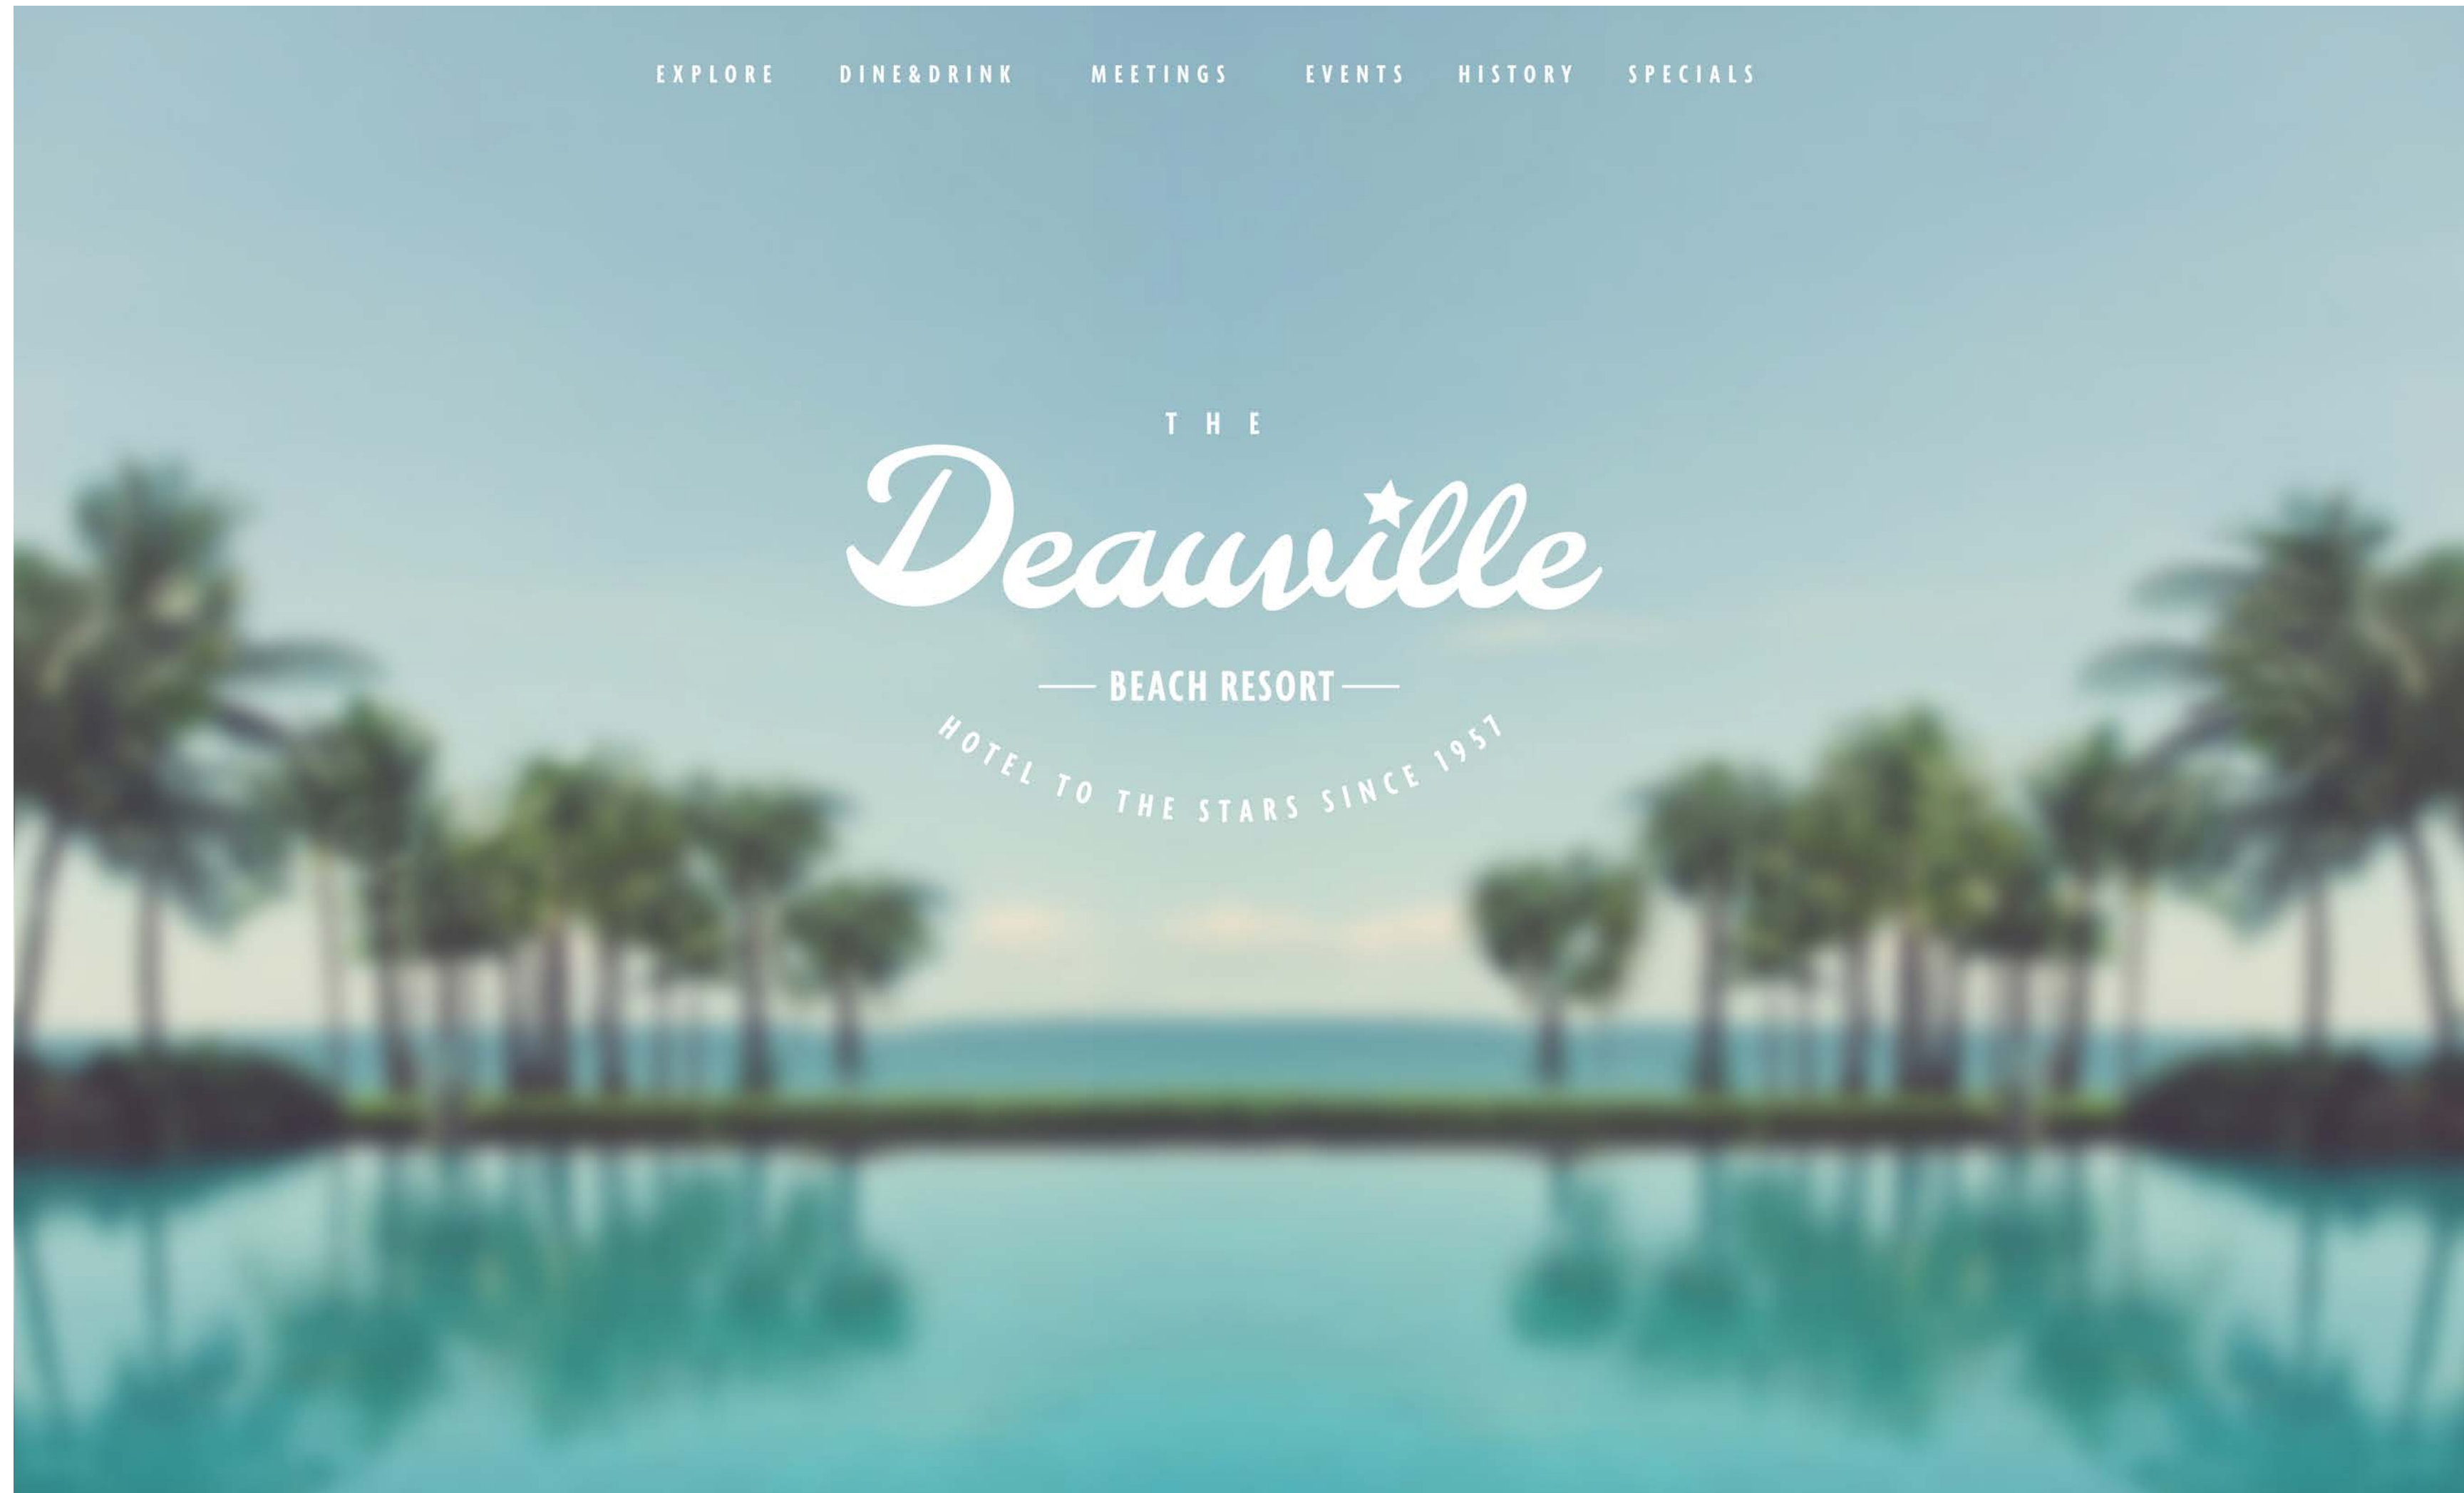 EXPLORE DINE&DRINK MEETINGS EVENTS HISTORY SPECIALS
THE
Deauville
BEACH RESORT
HOTEL TO THE STARS SINCE 1957